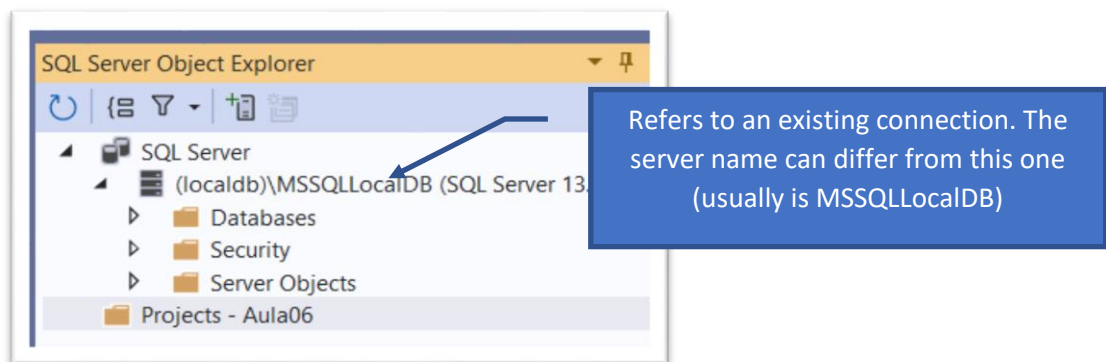 SQL Server Object Explorer
SQL Server
(localdb)\MSSQLLocalDB (SQL Server 13.
Databases
Security
Server Objects
Projects - Aula06
Refers to an existing connection. The
server name can differ from this one
(usually is MSSQLLocalDB)